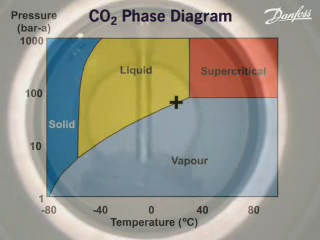 Pressure
(bar-a)
CO₂ Phase Diagram
Danfoss
1000
100
10
1
Liquid
Supercritical
Solid
Vapour
-80 -40 0 40 80
Temperature (°C)